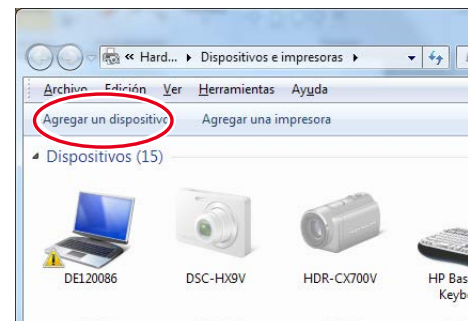 « Hard... ▸ Dispositivos e impresoras ▸
Archivo Edición Ver Herramientas Ayuda
Agregar un dispositivo Agregar una impresora
Dispositivos (15)
DE120086 DSC-HX9V HDR-CX700V HP Bas
Keyb